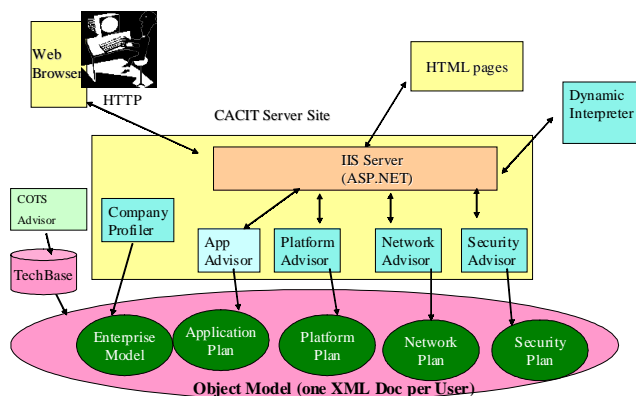 Web
Browser
HTTP
HTML pages
Dynamic
Interpreter
CACIT Server Site
IIS Server
(ASP.NET)
COTS
Advisor
Company
Profiler
App
Advisor
Platform
Advisor
Network
Advisor
Security
Advisor
TechBase
Enterprise
Model
Application
Plan
Platform
Plan
Network
Plan
Security
Plan
Object Model (one XML Doc per User)